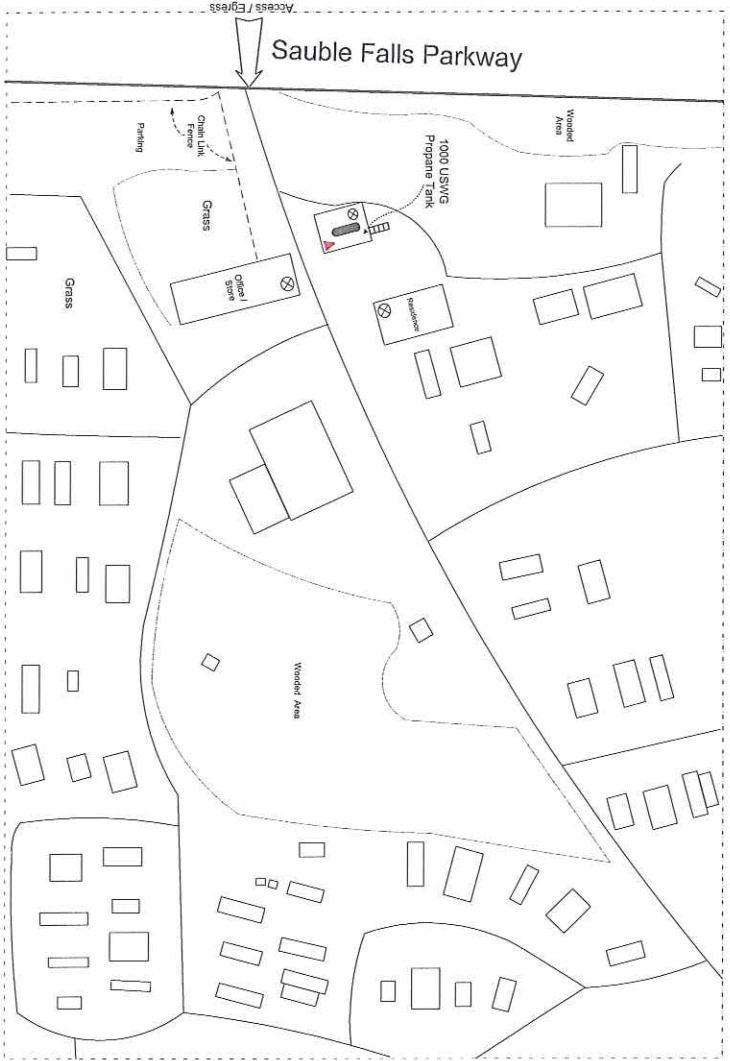 Access / Egress
Sauble Falls Parkway
Wooded
Area
1000 USWG
Propane Tank
Chain Link
Fence
Parking
Grass
Office /
Store
Residence
Grass
Wonded Area